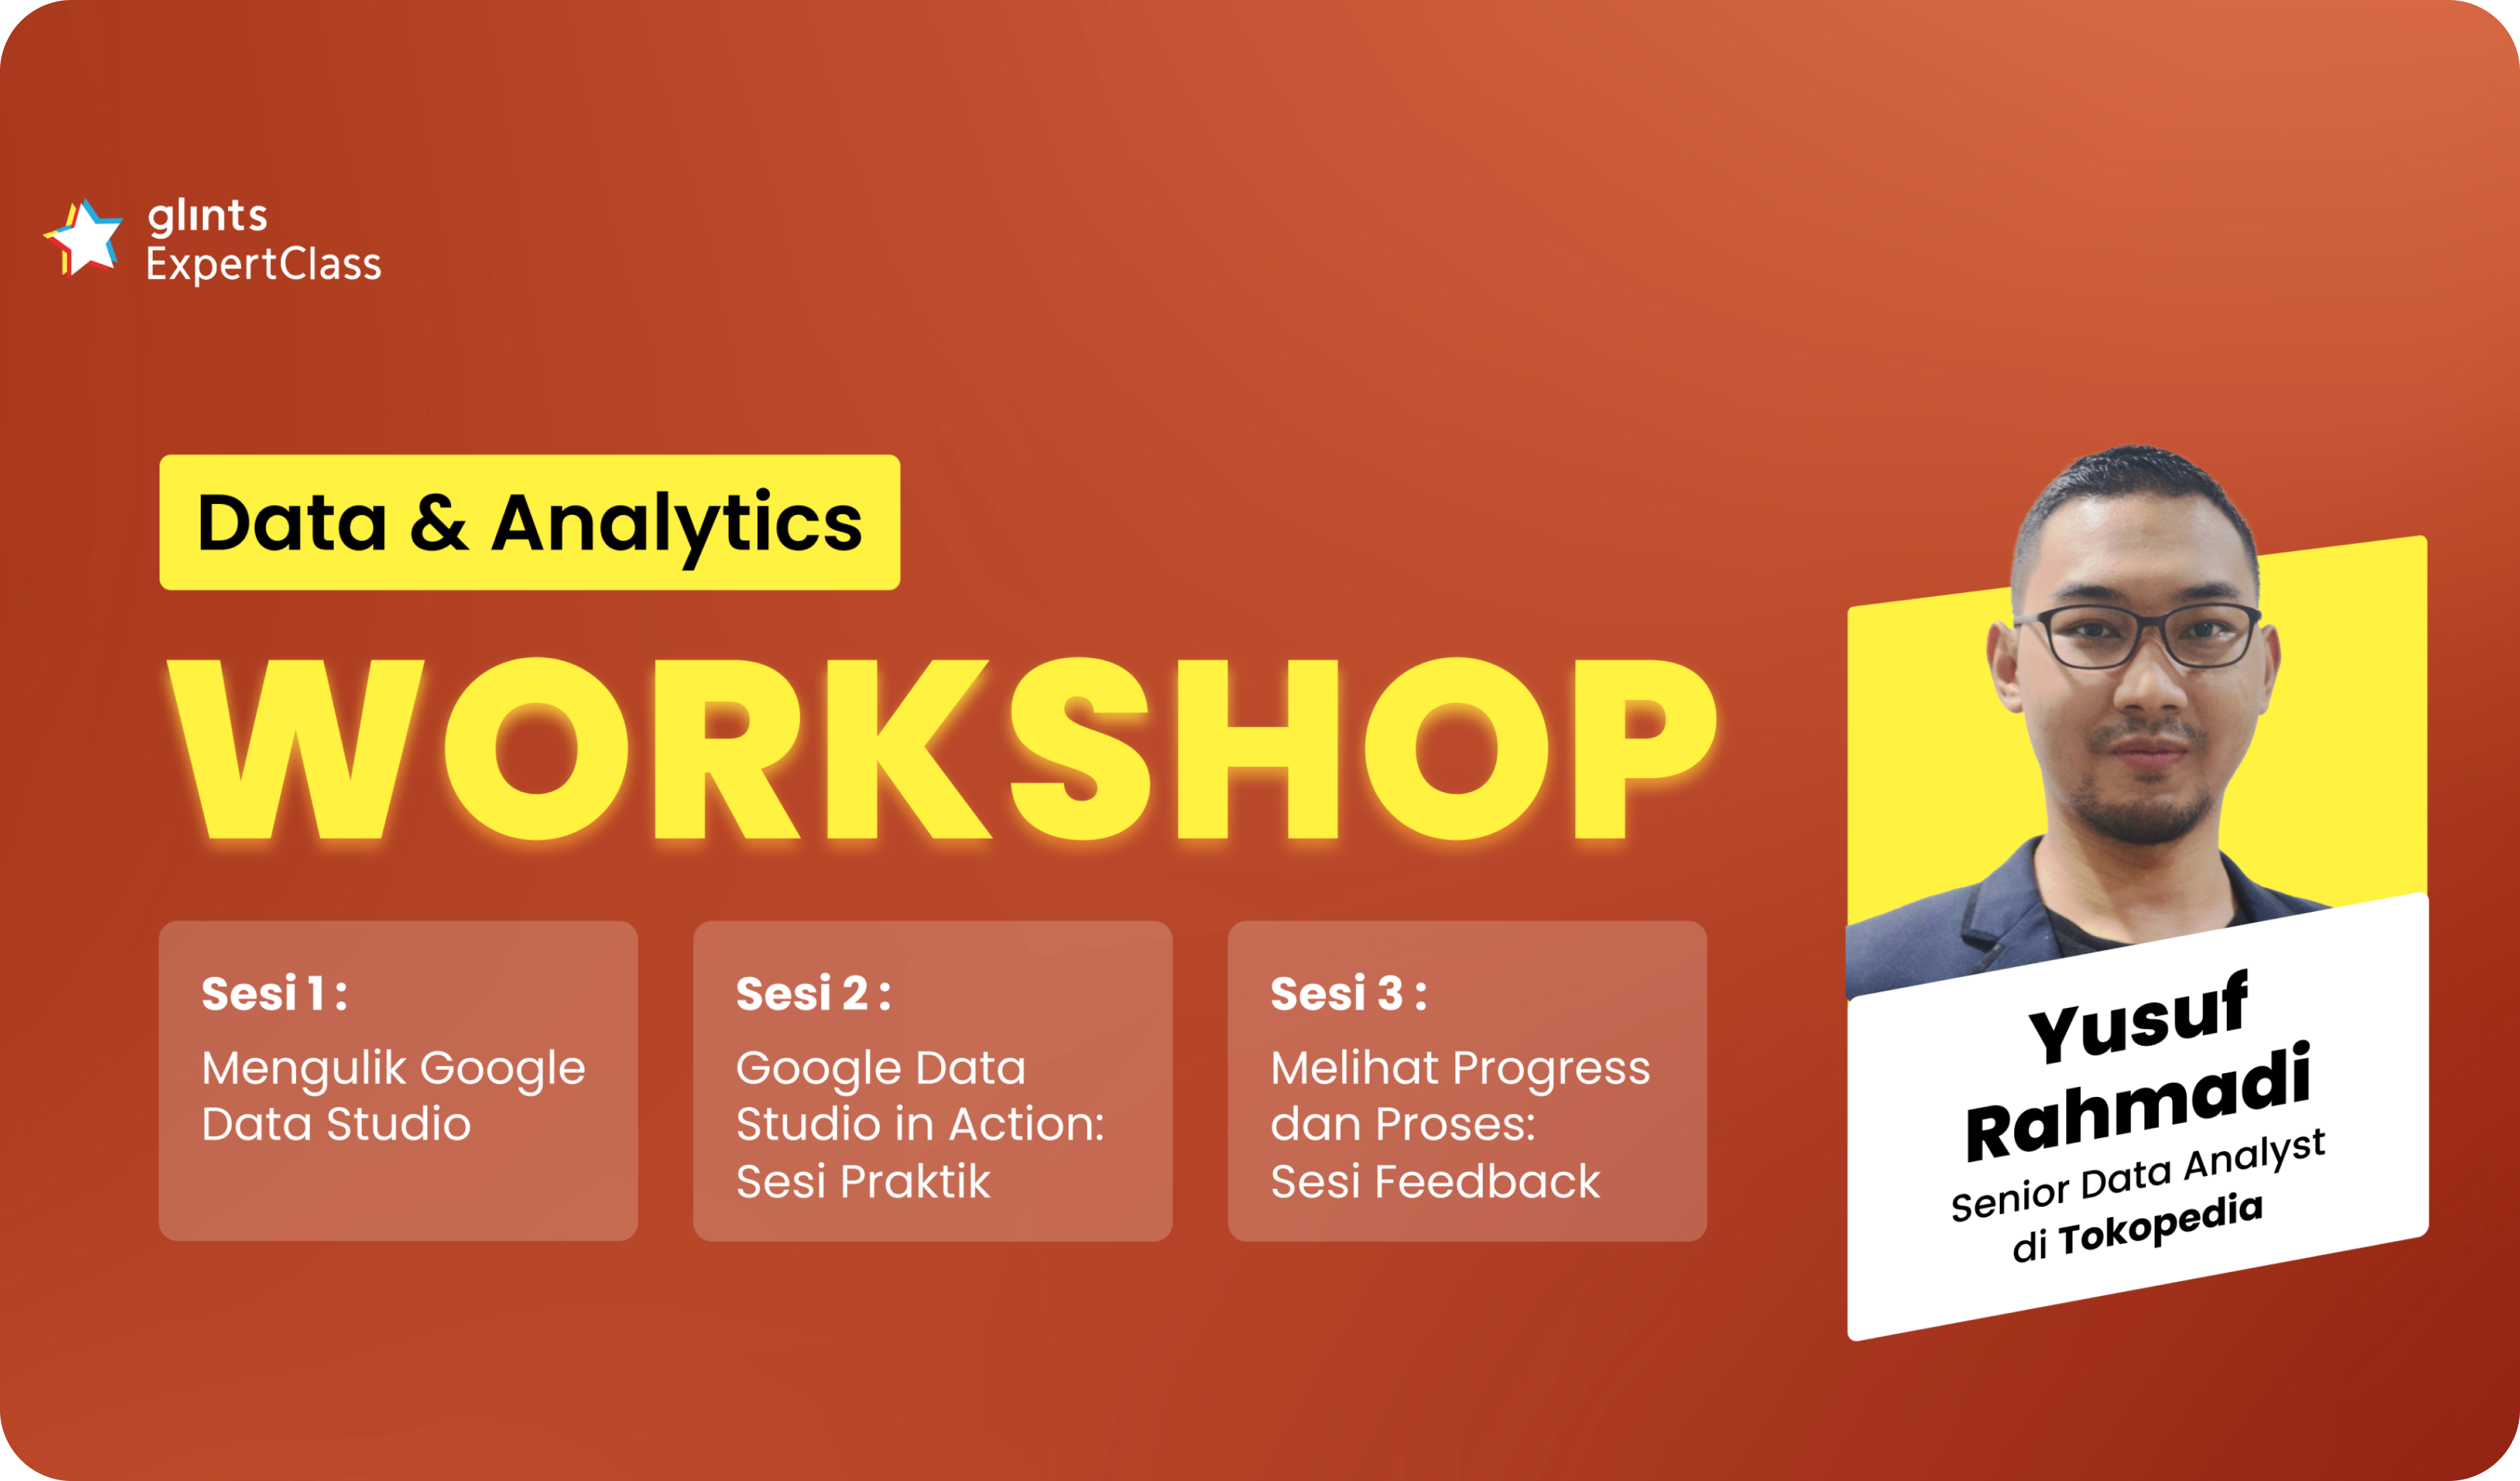 glints
ExpertClass
Data & Analytics
WORKSHOP
Sesi 1 :
Mengulik Google
Data Studio
Sesi 2 :
Google Data
Studio in Action:
Sesi Praktik
Sesi 3 :
Melihat Progress
dan Proses:
Sesi Feedback
Yusuf
Rahmadi
Senior Data Analyst
di Tokopedia